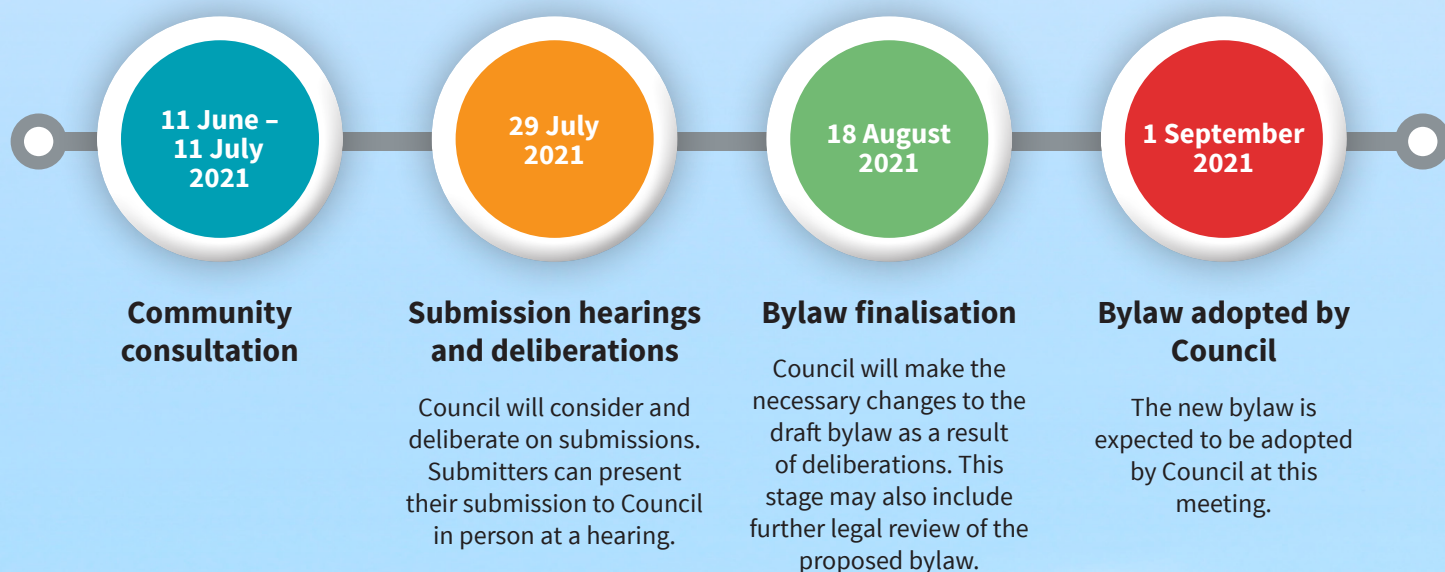 11 June –
11 July
2021
Community
consultation
29 July
2021
Submission hearings
and deliberations
Council will consider and
deliberate on submissions.
Submitters can present
their submission to Council
in person at a hearing.
18 August
2021
Bylaw finalisation
Council will make the
necessary changes to the
draft bylaw as a result
of deliberations. This
stage may also include
further legal review of the
proposed bylaw.
1 September
2021
Bylaw adopted by
Council
The new bylaw is
expected to be adopted
by Council at this
meeting.